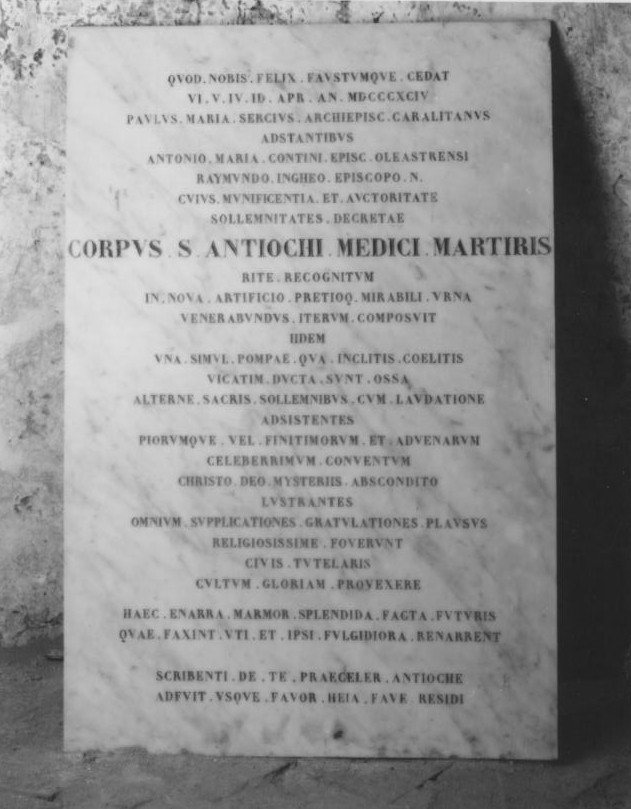 QVOD . NOBIS . FELIX . FAVSTVMQVE . CEDAT
VI . V . IV . ID . APR . AN . MDCCCXCIV
PAVLVS . MARIA . SERCIVS . ARCHIEPISC . CARALITANVS
ADSTANTIBVS
ANTONIO . MARIA . CONTINI . EPISC . OLEASTRENSI
RAYMVNDO . INGHEO . EPISCOPO . N .
CVIVS . MVNIFICENTIA . ET . AVCTORITATE
SOLLEMNITATES . DECRETAE
CORPVS . S . ANTIOCHI . MEDICI . MARTIRIS
RITE . RECOGNITVM
IN . NOVA . ARTIFICIO . PRETIOQ . MIRABILI . VRNA
VENERABVNDVS . ITERVM . COMPOSVIT
IIDEM
VNA . SIMVL . POMPAE . QVA . INCLITIS . COELITIS
VICATIM . DVCTA . SVNT . OSSA
ALTERNE . SACRIS . SOLLEMNIBVS . CVM . LAVDATIONE
ADSISTENTES
PIORVMQVE . VEL . FINITIMORVM . ET . ADVENARVM
CELEBERRIMVM . CONVENTVM
CHRISTO . DEO . MYSTERIIS . ABSCONDITO
LVSTRANTES
OMNIVM . SVPPLICATIONES . GRATVLATIONES . PLAVSVS
RELIGIOSISSIME . FOVERVNT
CIVIS . TVTELARIS
CVLTVM . GLORIAM . PROVEXERE
HAEC . ENARRA . MARMOR . SPLENDIDA . FACTA . FVTVRIS
QVAE . FAXINT . VTI . ET . IPSI . FVLGIDIORA . RENARRENT
SCRIBENTI . DE . TE . PRAECELER . ANTIOCHE
ADFVIT . VSQVE . FAVOR . HEIA . FAVE RESIDI